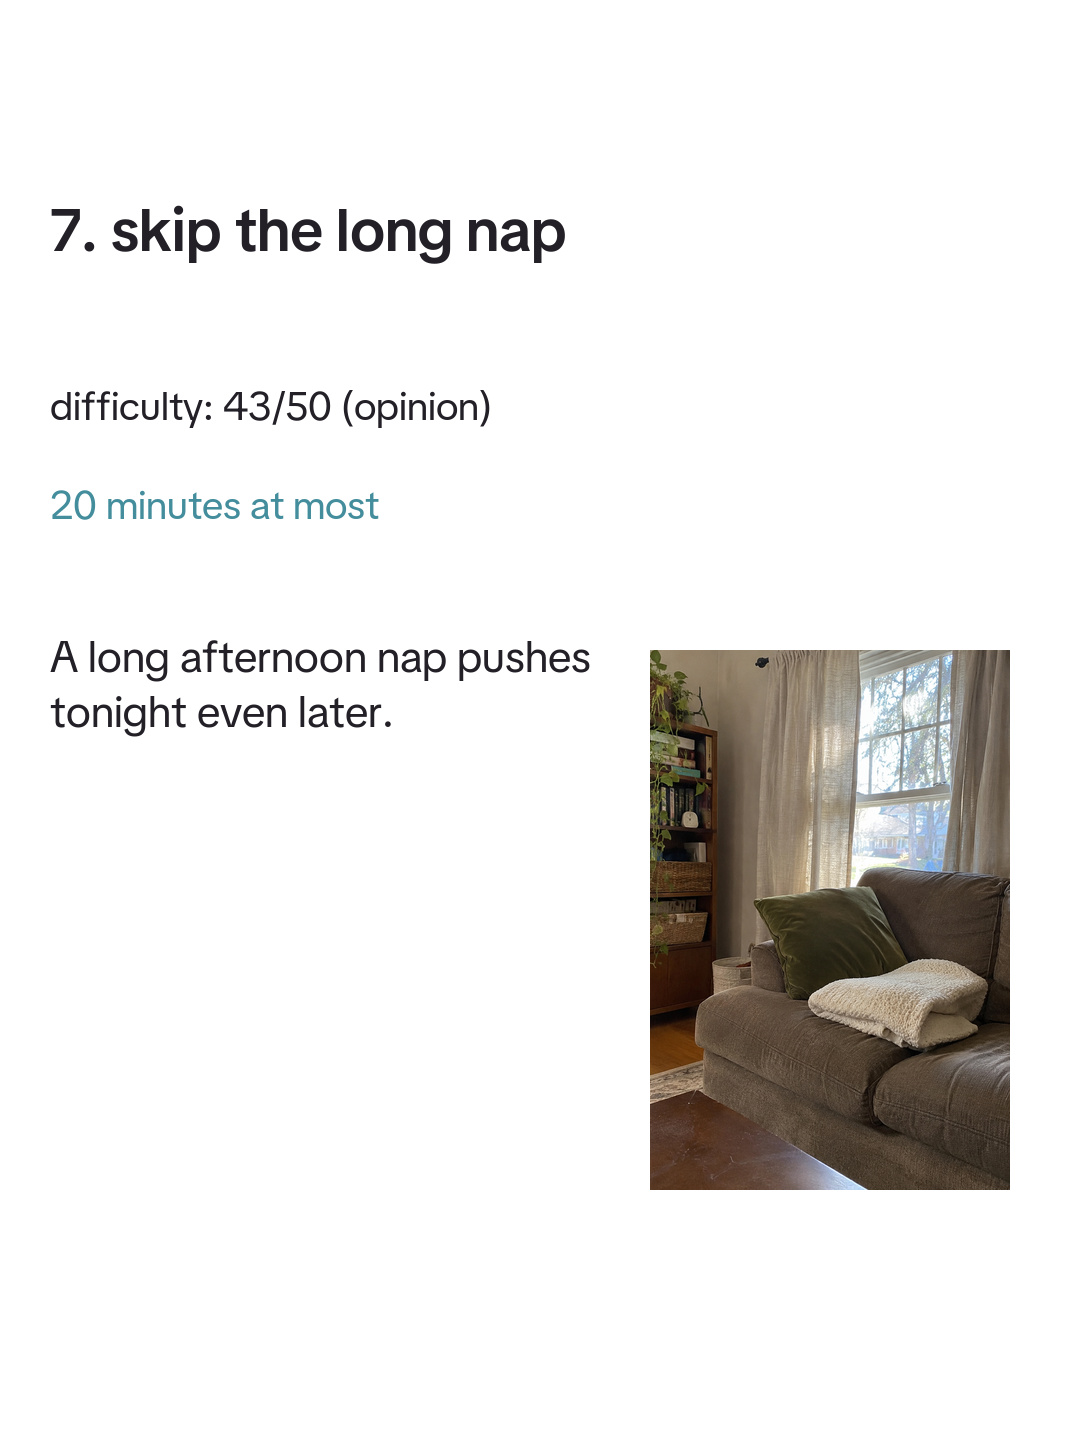 7. skip the long nap
difficulty: 43/50 (opinion)
20 minutes at most
A long afternoon nap pushes
tonight even later.